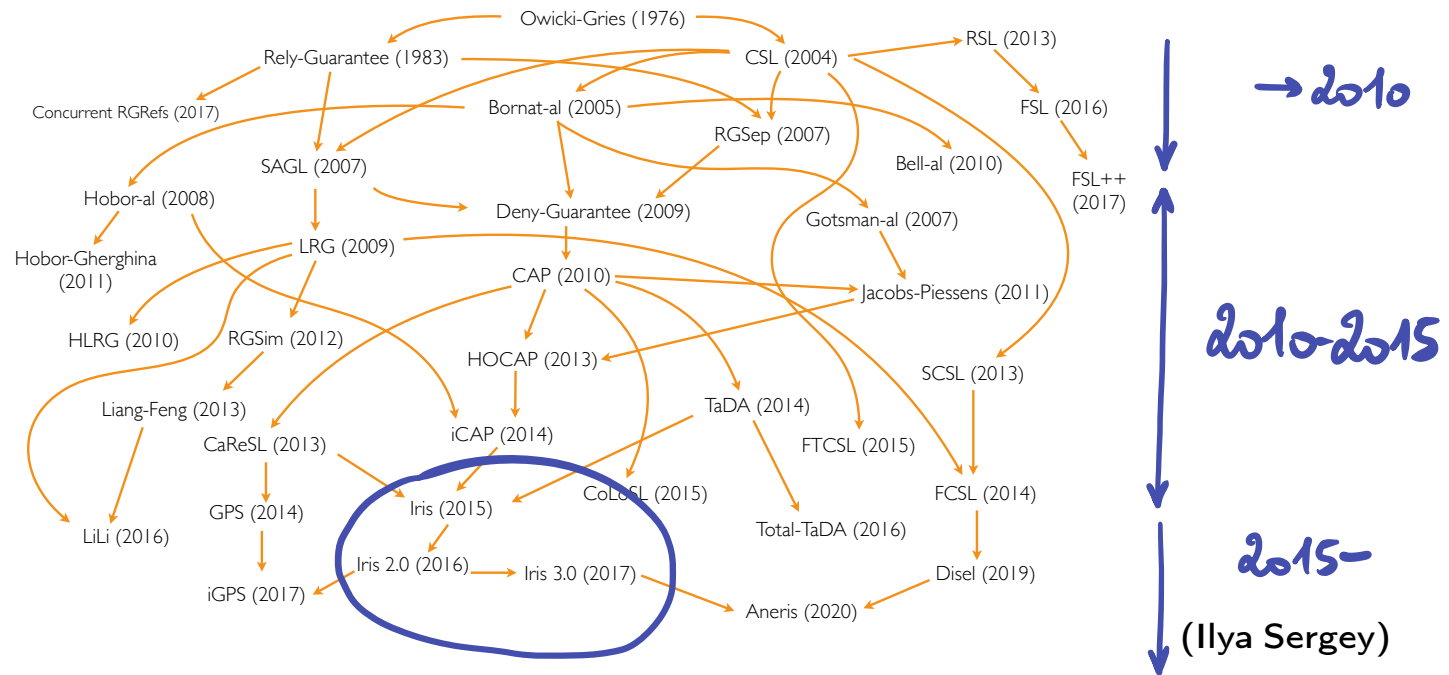 Owicki-Gries (1976)
RSL (2013)
Rely-Guarantee (1983)
CSL (2004)
→2010
Concurrent RGRefs (2017)
Bornat-al (2005)
FSL (2016)
RGSep (2007)
SAGL (2007)
Bell-al (2010)
FSL++
(2017)
Hobor-al (2008)
Deny-Guarantee (2009)
Gotsman-al (2007)
LRG (2009)
Hobor-Gherghina
(2011)
CAP (2010)
Jacobs-Piessens (2011)
HLRG (2010)
RGSim (2012)
2010-2015
HOCAP (2013)
SCSL (2013)
Liang-Feng (2013)
TaDA (2014)
CaReSL (2013)
iCAP (2014)
FTCSL (2015)
CoLoSL (2015)
FCSL (2014)
GPS (2014)
Iris (2015)
LiLi (2016)
Total-TaDA (2016)
2015-
Iris 2.0 (2016)
Iris 3.0 (2017)
Disel (2019)
iGPS (2017)
Aneris (2020)
(Ilya Sergey)